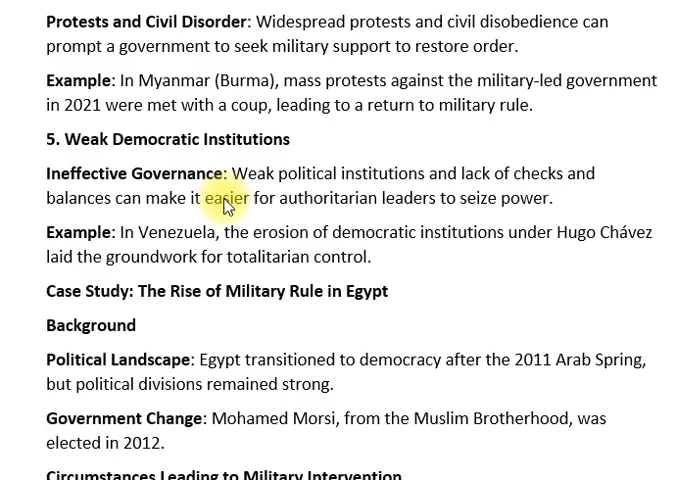 Protests and Civil Disorder: Widespread protests and civil disobedience can
prompt a government to seek military support to restore order.
Example: In Myanmar (Burma), mass protests against the military-led government
in 2021 were met with a coup, leading to a return to military rule.
5. Weak Democratic Institutions
Ineffective Governance: Weak political institutions and lack of checks and
balances can make it easier for authoritarian leaders to seize power.
Example: In Venezuela, the erosion of democratic institutions under Hugo Chávez
laid the groundwork for totalitarian control.
Case Study: The Rise of Military Rule in Egypt
Background
Political Landscape: Egypt transitioned to democracy after the 2011 Arab Spring,
but political divisions remained strong.
Government Change: Mohamed Morsi, from the Muslim Brotherhood, was
elected in 2012.
Circumstances Leading to Military Intervention